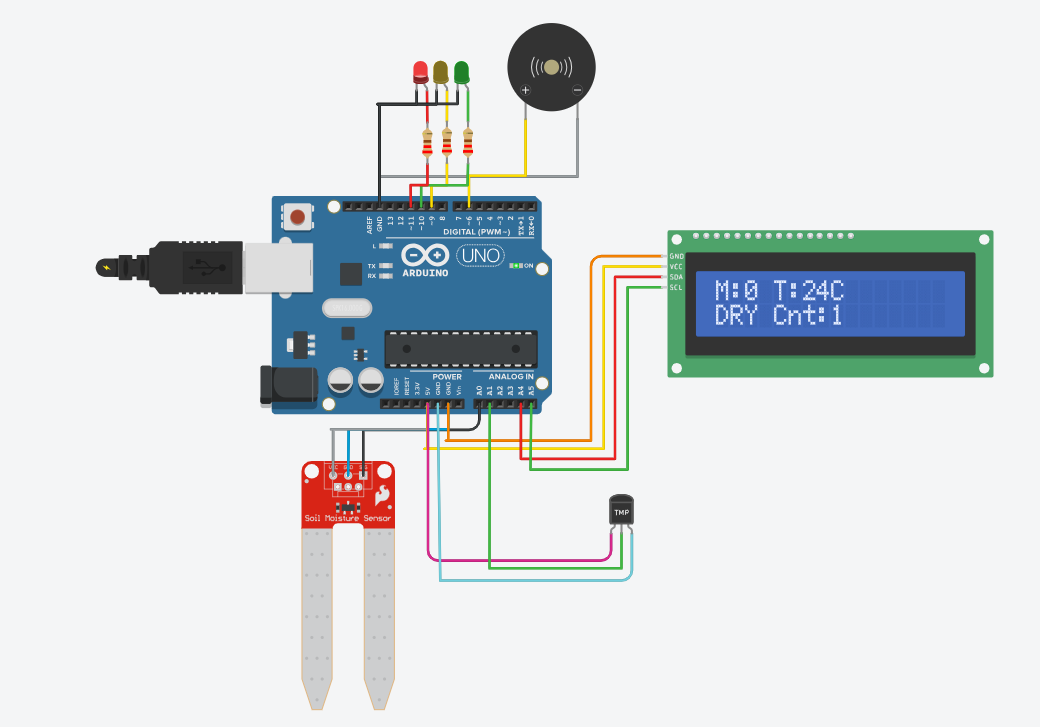 AREF
GND
13
12
~11
~10
~9
8
7
~6
~5
4
~3
2
TX→1
RX←0
DIGITAL (PWM~)
L
TX
RX
ARDUINO
UNO
ON
POWER
ANALOG IN
IOREF
RESET
3.3V
5V
GND
GND
Vin
A0
A1
A2
A3
A4
A5
GND
VCC
SDA
SCL
M:0 T:24C
DRY Cnt:1
Soil Moisture Sensor
TMP